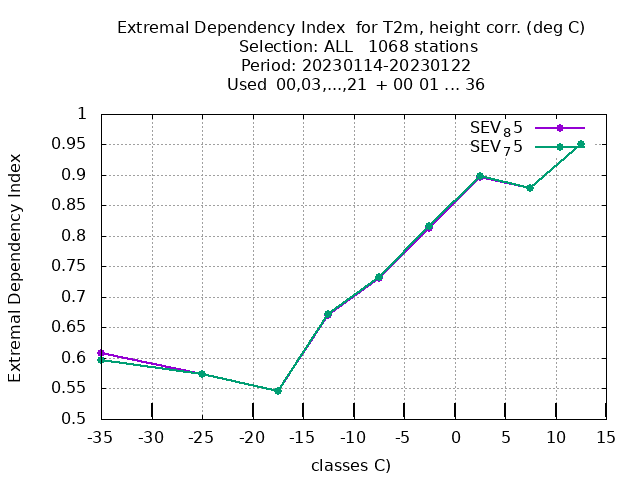 Extremal Dependency Index  for T2m, height corr. (deg C)
Selection: ALL   1068 stations
Period: 20230114-20230122
Used  00,03,...,21  + 00 01 ... 36
SEV₈5
SEV₇5
1
0.95
0.9
0.85
0.8
0.75
0.7
0.65
0.6
0.55
0.5
Extremal Dependency Index
-35 -30 -25 -20 -15 -10 -5 0 5 10 15
classes C)